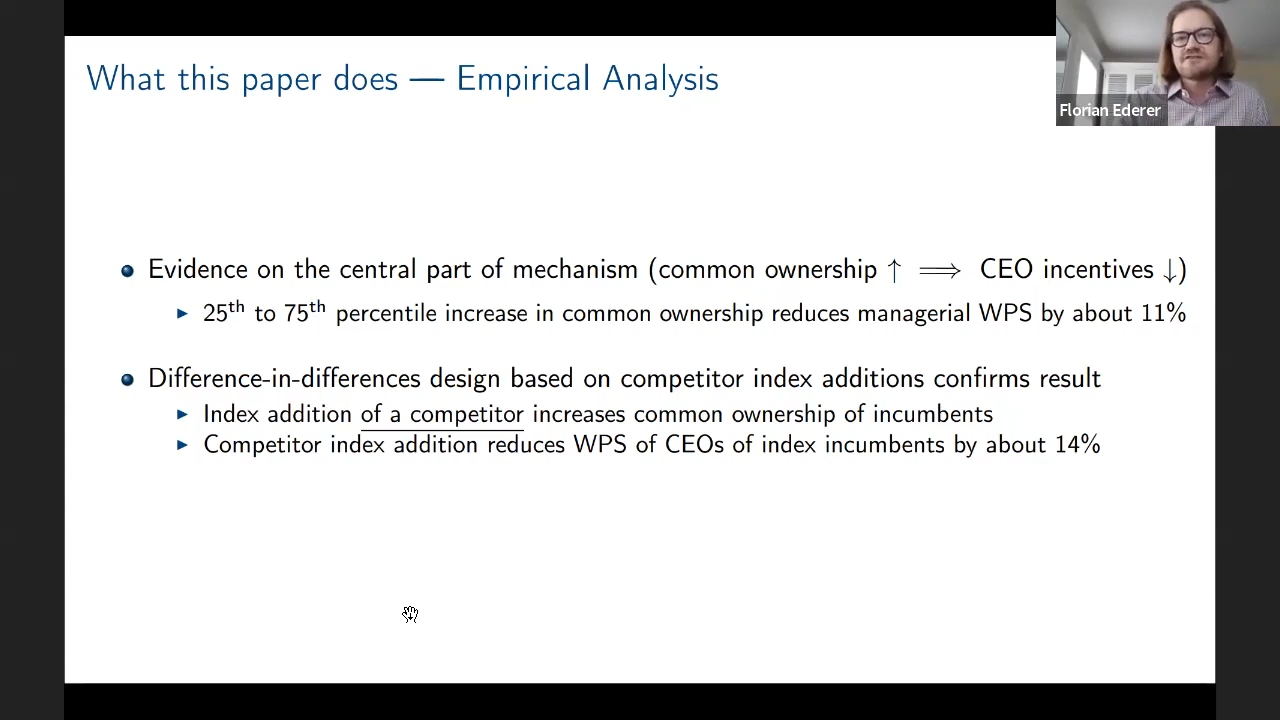 What this paper does — Empirical Analysis
Florian Ederer
Evidence on the central part of mechanism (common ownership ↑ ⟹ CEO incentives ↓)
25th to 75th percentile increase in common ownership reduces managerial WPS by about 11%
Difference-in-differences design based on competitor index additions confirms result
Index addition of a competitor increases common ownership of incumbents
Competitor index addition reduces WPS of CEOs of index incumbents by about 14%